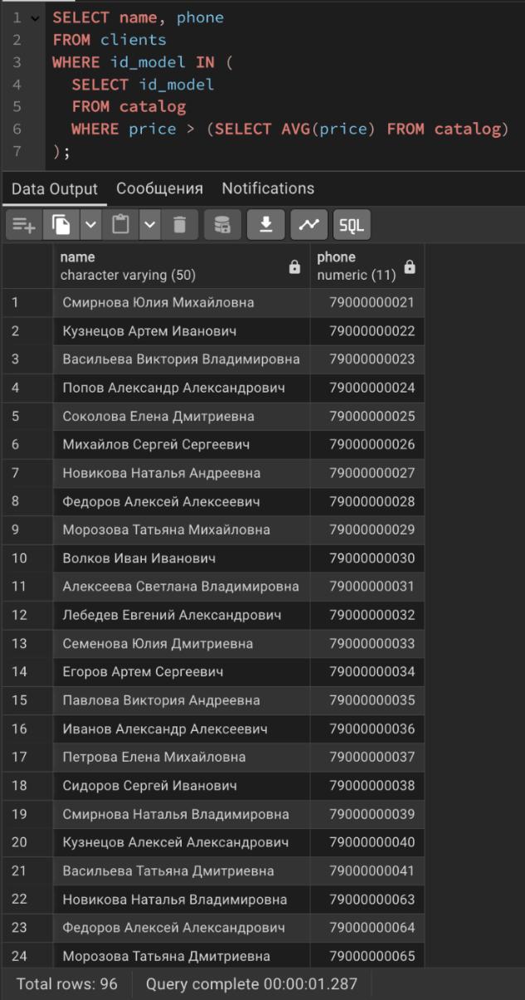 1 SELECT name, phone
2 FROM clients
3 WHERE id_model IN (
4 SELECT id_model
5 FROM catalog
6 WHERE price > (SELECT AVG(price) FROM catalog)
7 );
Data Output Сообщения Notifications
SQL
name phone
character varying (50) numeric (11)
1 Смирнова Юлия Михайловна 79000000021
2 Кузнецов Артем Иванович 79000000022
3 Васильева Виктория Владимировна 79000000023
4 Попов Александр Александрович 79000000024
5 Соколова Елена Дмитриевна 79000000025
6 Михайлов Сергей Сергеевич 79000000026
7 Новикова Наталья Андреевна 79000000027
8 Федоров Алексей Алексеевич 79000000028
9 Морозова Татьяна Михайловна 79000000029
10 Волков Иван Иванович 79000000030
11 Алексеева Светлана Владимировна 79000000031
12 Лебедев Евгений Александрович 79000000032
13 Семенова Юлия Дмитриевна 79000000033
14 Егоров Артем Сергеевич 79000000034
15 Павлова Виктория Андреевна 79000000035
16 Иванов Александр Алексеевич 79000000036
17 Петрова Елена Михайловна 79000000037
18 Сидоров Сергей Иванович 79000000038
19 Смирнова Наталья Владимировна 79000000039
20 Кузнецов Алексей Александрович 79000000040
21 Васильева Татьяна Дмитриевна 79000000041
22 Новикова Наталья Владимировна 79000000063
23 Федоров Алексей Александрович 79000000064
24 Морозова Татьяна Дмитриевна 79000000065
Total rows: 96 Query complete 00:00:01.287